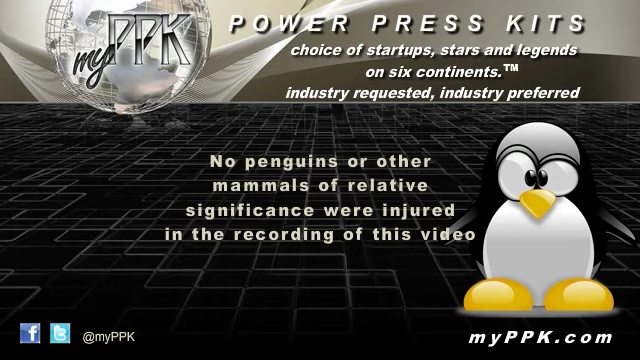 myPPK
POWER PRESS KITS
choice of startups, stars and legends
on six continents.™
industry requested, industry preferred
No penguins or other
mammals of relative
significance were injured
in the recording of this video
f t @myPPK
myPPK.com